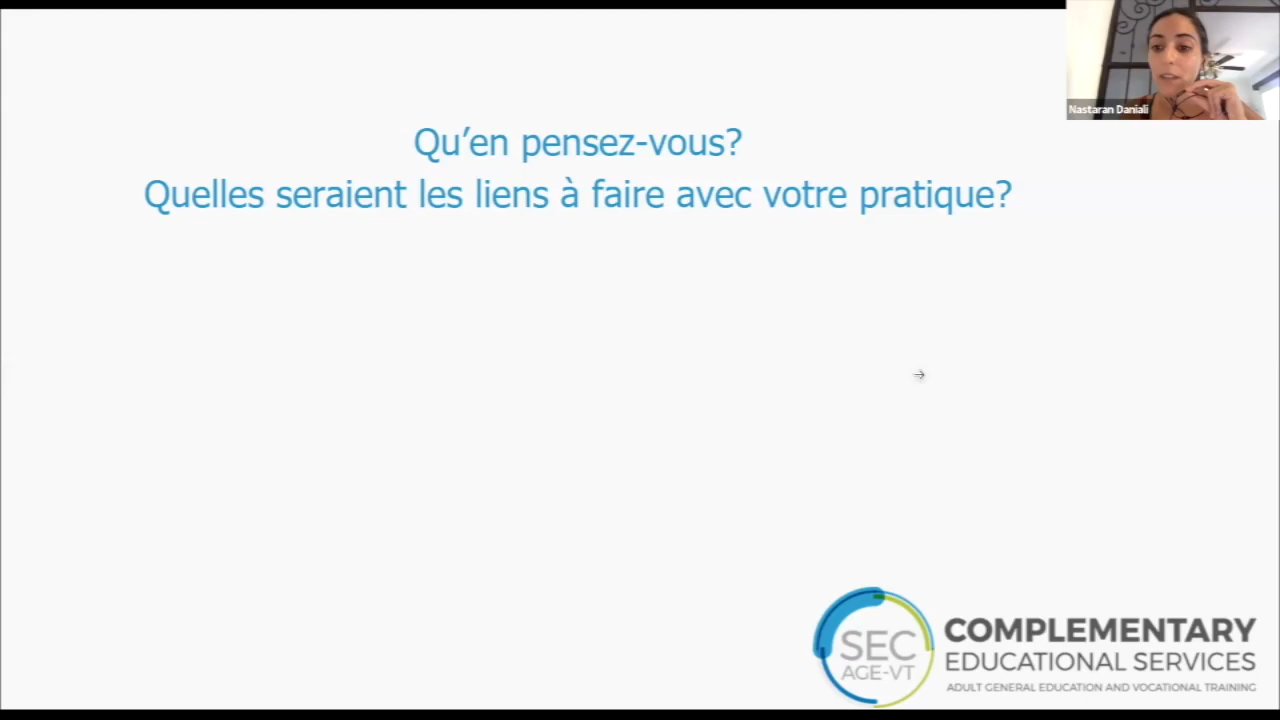 Nastaran Daniali
Qu'en pensez-vous?
Quelles seraient les liens à faire avec votre pratique?
SEC
AGE-VT
COMPLEMENTARY
EDUCATIONAL SERVICES
ADULT GENERAL EDUCATION AND VOCATIONAL TRAINING